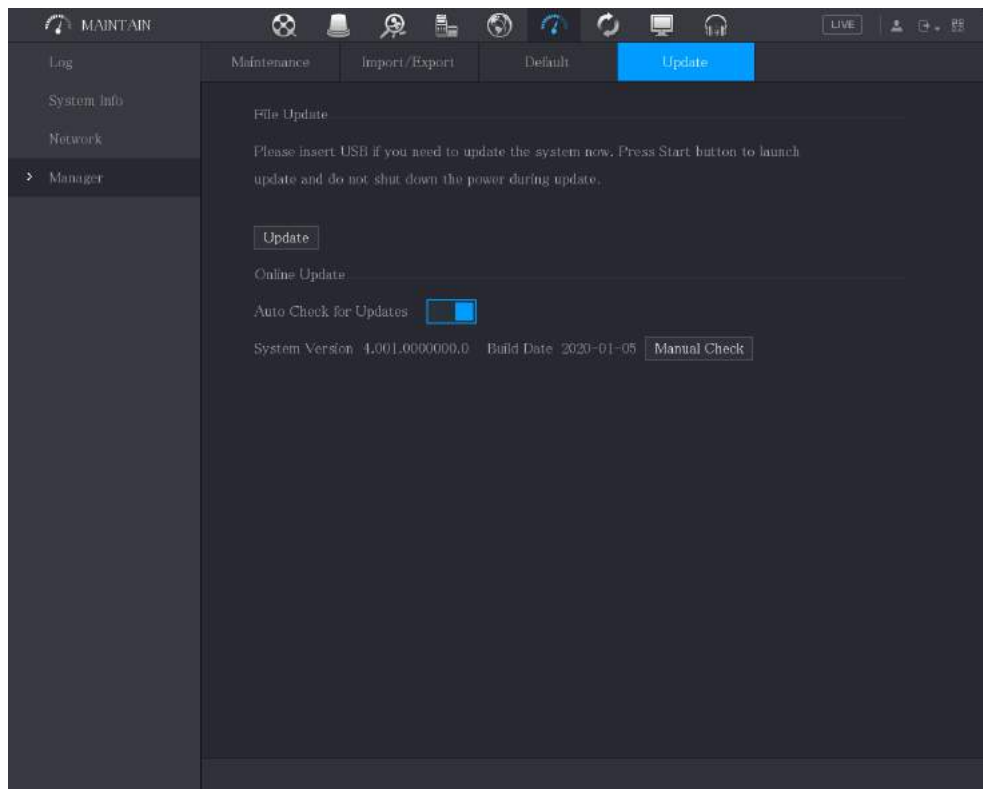 MAINTAIN
LIVE
Log
System Info
Network
Manager
Maintenance
Import/Export
Default
Update
File Update
Please insert USB if you need to update the system now. Press Start button to launch
update and do not shut down the power during update.
Update
Online Update
Auto Check for Updates
System Version 4.001.0000000.0 Build Date 2020-01-05 Manual Check